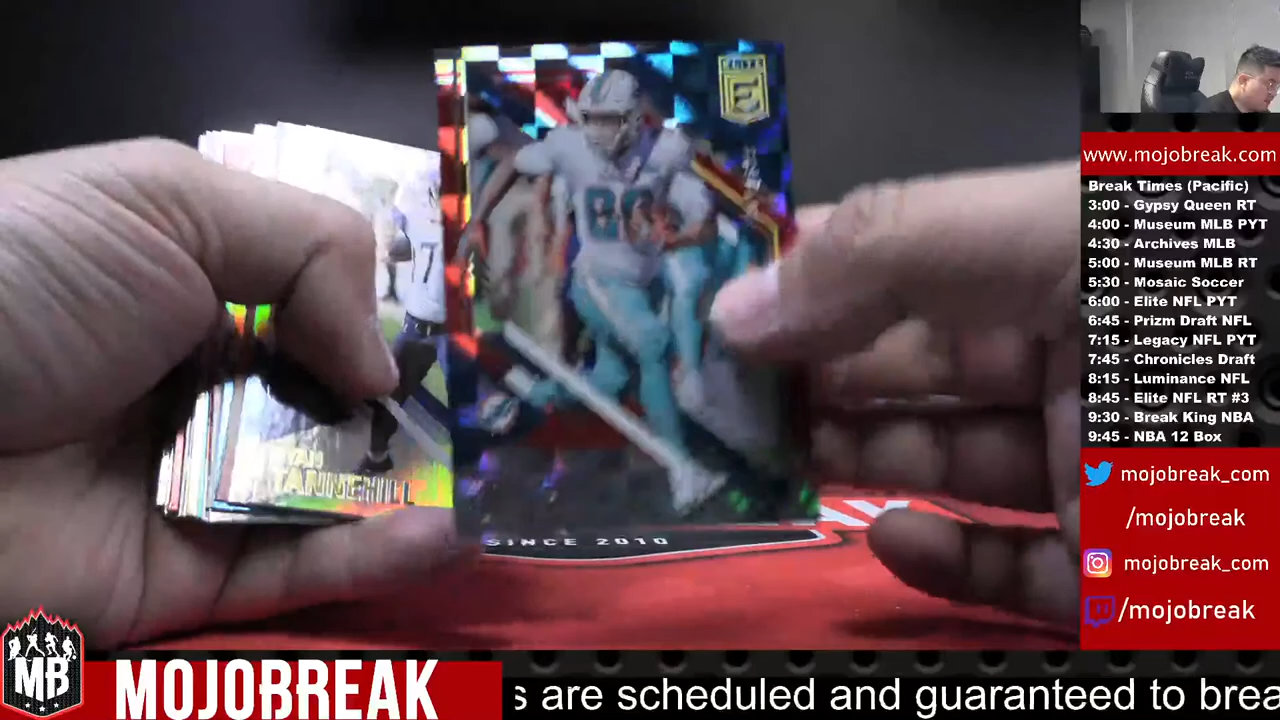 ELITE
E
80
17
RYAN
TANNEHILL
SINCE 2010
www.mojobreak.com
Break Times (Pacific)
3:00 - Gypsy Queen RT
4:00 - Museum MLB PYT
4:30 - Archives MLB
5:00 - Museum MLB RT
5:30 - Mosaic Soccer
6:00 - Elite NFL PYT
6:45 - Prizm Draft NFL
7:15 - Legacy NFL PYT
7:45 - Chronicles Draft
8:15 - Luminance NFL
8:45 - Elite NFL RT #3
9:30 - Break King NBA
9:45 - NBA 12 Box
mojobreak_com
/mojobreak
mojobreak_com
/mojobreak
MB
MOJOBREAK
s are scheduled and guaranteed to brea